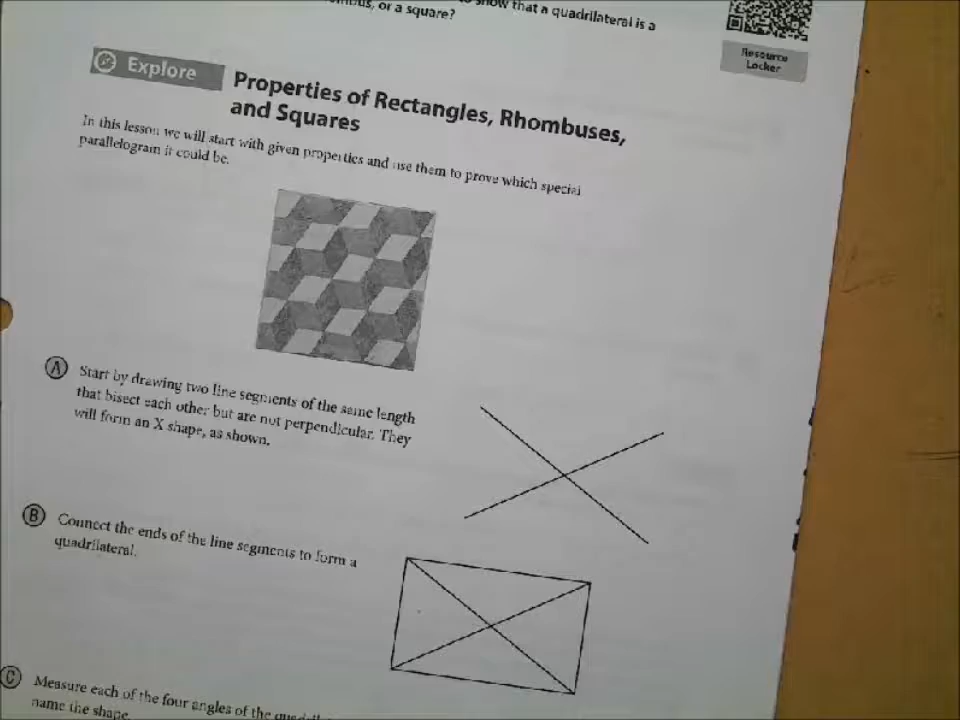 to show that a quadrilateral is a
or a square?
Resource
Locker
Explore
Properties of Rectangles, Rhombuses,
and Squares
In this lesson we will start with given properties and use them to prove which special
parallelogram it could be.
A Start by drawing two line segments of the same length
that bisect each other but are not perpendicular. They
will form an X shape, as shown.
B Connect the ends of the line segments to form a
quadrilateral.
C Measure each of the four angles of the
name the shape.